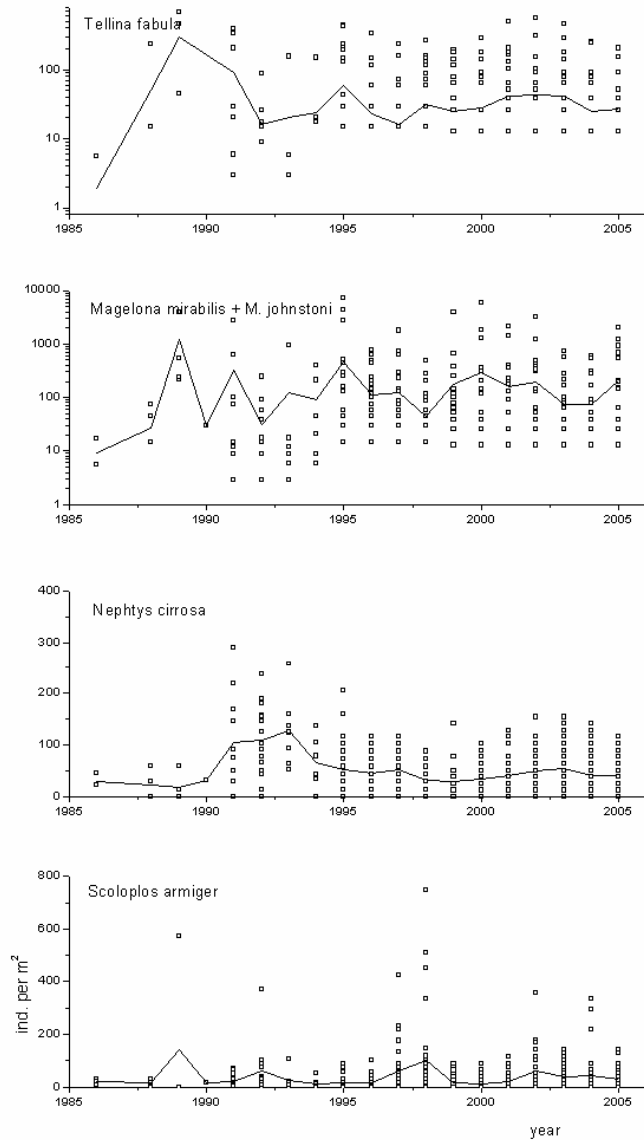 Tellina fabula
100
10
1
1985 1990 1995 2000 2005
Magelona mirabilis + M. johnstoni
10000
1000
100
10
1
1985 1990 1995 2000 2005
Nephtys cirrosa
400
300
200
100
0
1985 1990 1995 2000 2005
Scoloplos armiger
800
600
400
200
0
ind. per m²
1985 1990 1995 2000 2005
year